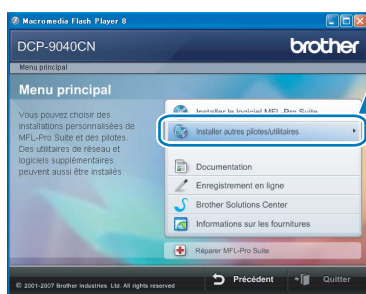 Macromedia Flash Player 8
DCP-9040CN
brother
Menu principal
Menu principal
Vous pouvez choisir des
installations personnalisées de
MFL-Pro Suite et des pilotes.
Des utilitaires de réseau et
logiciels supplémentaires
peuvent aussi être installés
Installer le logiciel MFL-Pro Suite
Installer autres pilotes/utilitaires
Documentation
Enregistrement en ligne
Brother Solutions Center
Informations sur les fournitures
Réparer MFL-Pro Suite
© 2001-2007 Brother Industries Ltd. All rights reserved
Précédent
Quitter